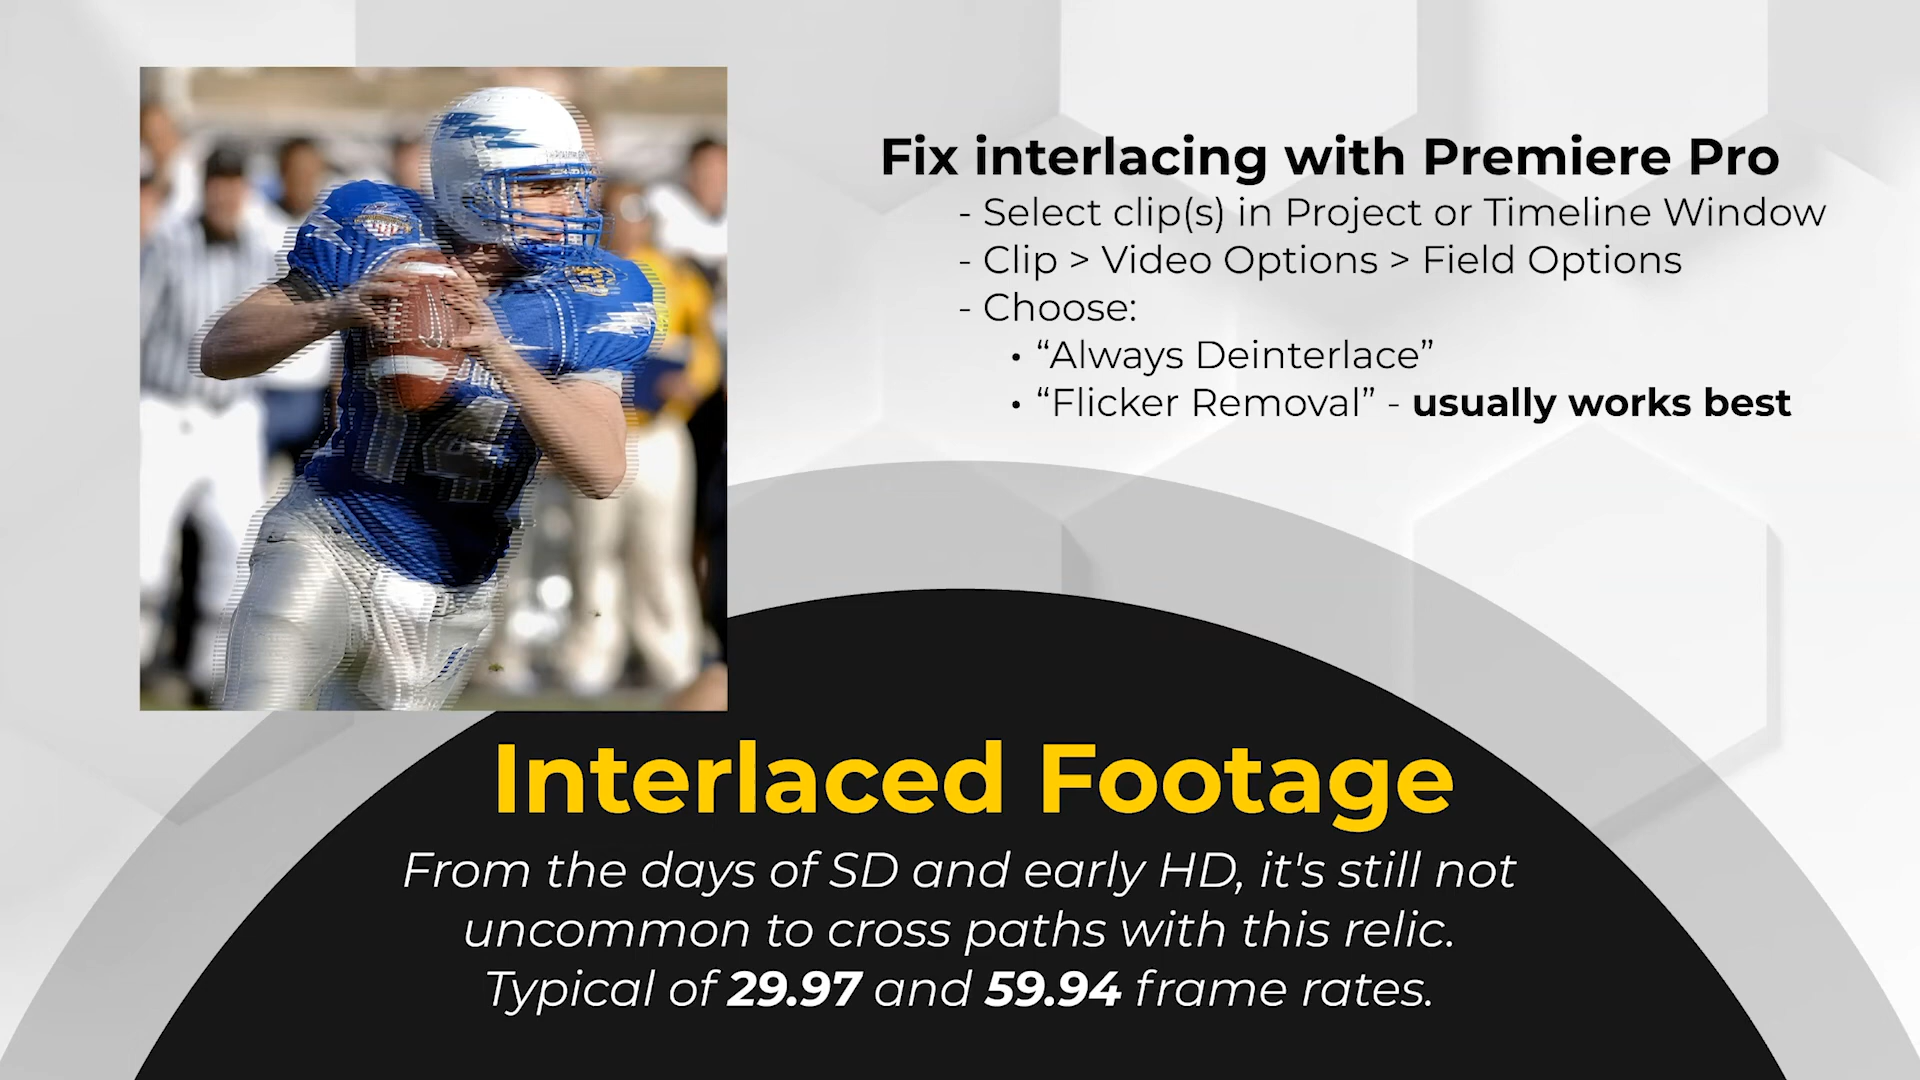 Fix interlacing with Premiere Pro
- Select clip(s) in Project or Timeline Window
- Clip > Video Options > Field Options
- Choose:
• “Always Deinterlace”
• “Flicker Removal” - usually works best
Interlaced Footage
From the days of SD and early HD, it's still not
uncommon to cross paths with this relic.
Typical of 29.97 and 59.94 frame rates.